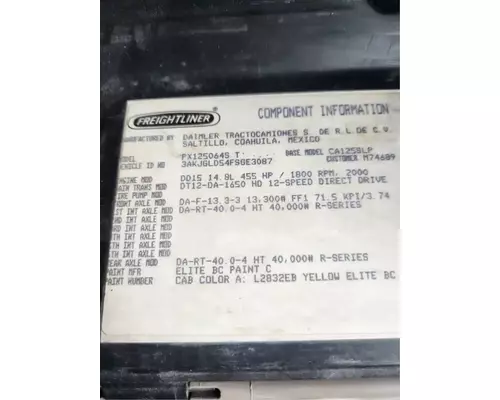 FREIGHTLINER
COMPONENT INFORMATION
MANUFACTURED BY DAIMLER TRACTOCAMIONES S. DE R.L.DE C.V.
SALTILLO, COAHUILA, MEXICO
MODEL PX125064S T BASE MODEL CA125SLP
VEHICLE ID NO 3AKJGLD54FSGE3087 CUSTOMER M74689
ENGINE MOD DD15 14.8L 455 HP / 1800 RPM, 2000
MAIN TRANS MOD DT12-DA-1650 HD 12-SPEED DIRECT DRIVE
FRONT AXLE MOD DA-F-13.3-3 13,300# FF1 71.5 KPI/3.74
1ST INT AXLE MOD DA-RT-40.0-4 HT 40,000# R-SERIES
INT AXLE MOD
INT AXLE MOD
4TH INT AXLE MOD
5TH INT AXLE MOD
REAR AXLE MOD DA-RT-40.0-4 HT 40,000# R-SERIES
PAINT MFR ELITE BC PAINT C
PAINT NUMBER CAB COLOR A: L2832EB YELLOW ELITE BC